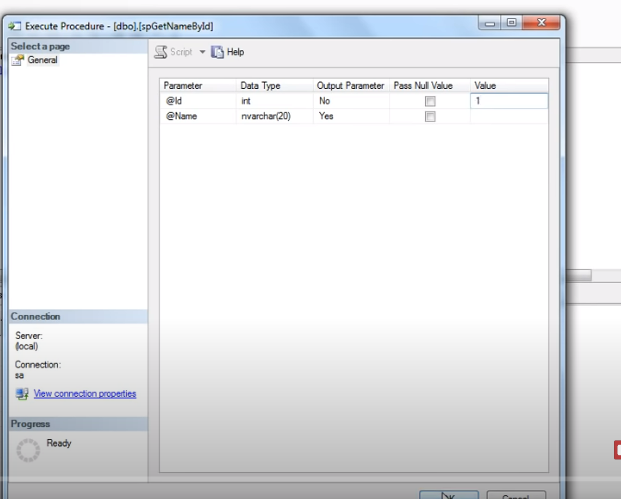 Execute Procedure - [dbo].[spGetNameById]
Select a page
General
Script
Help
Parameter Data Type Output Parameter Pass Null Value Value
@Id int No 1
@Name nvarchar(20) Yes
Connection
Server:
(local)
Connection:
sa
View connection properties
Progress
Ready
Cancel